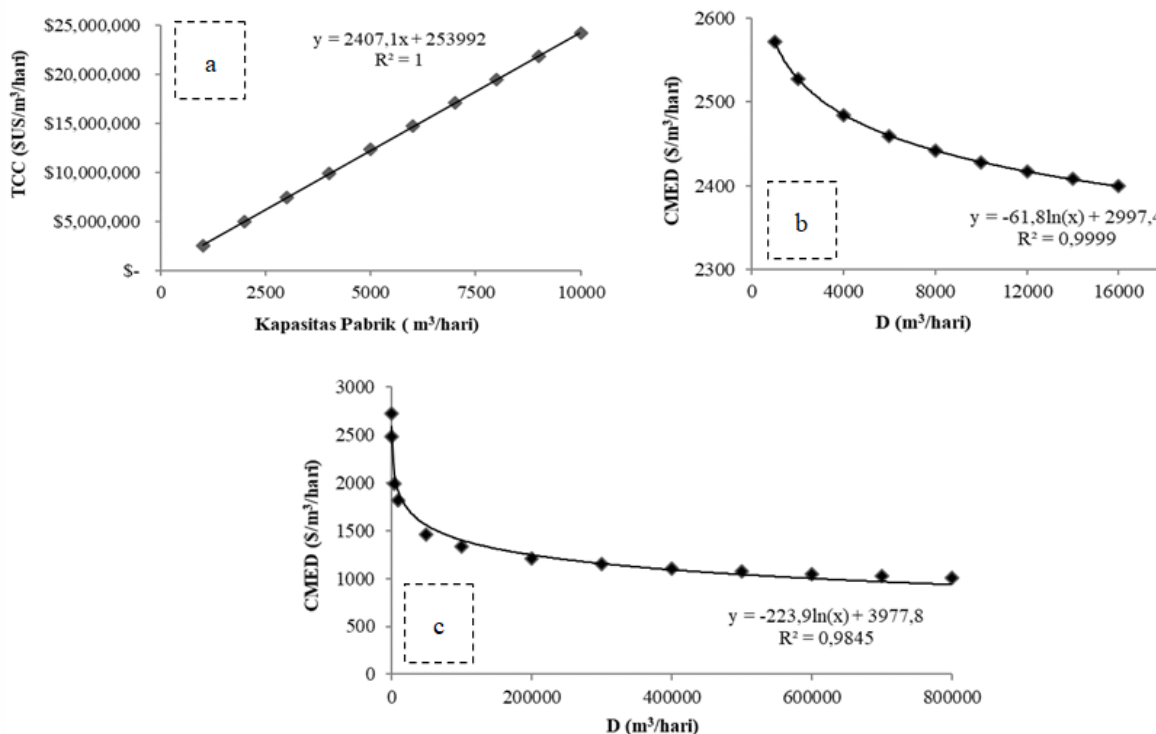 $25,000,000
$20,000,000
$15,000,000
$10,000,000
$5,000,000
$-
TCC ($US/m³/hari)
a
y = 2407,1x + 253992
R² = 1
0
2500
5000
7500
10000
Kapasitas Pabrik ( m³/hari)
2600
2500
2400
2300
CMED ($/m³/hari)
b
y = -61,8ln(x) + 2997,4
R² = 0,9999
0
4000
8000
12000
16000
D (m³/hari)
3000
2500
2000
1500
1000
500
0
CMED ($/m³/hari)
c
y = -223,9ln(x) + 3977,8
R² = 0,9845
0
200000
400000
600000
800000
D (m³/hari)